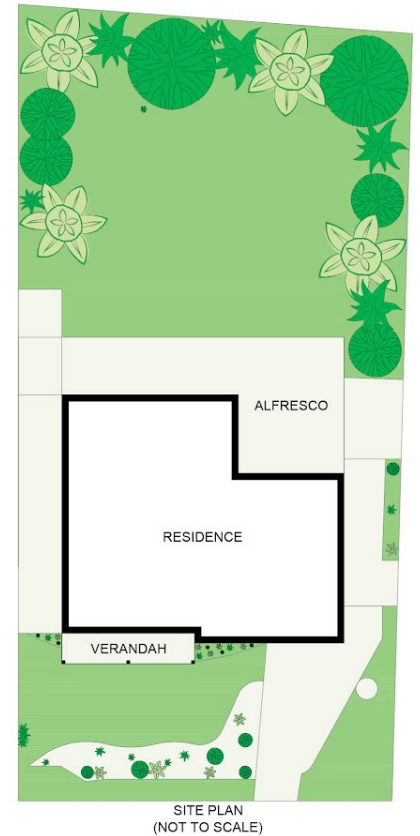 ALFRESCO
RESIDENCE
VERANDAH
SITE PLAN
(NOT TO SCALE)